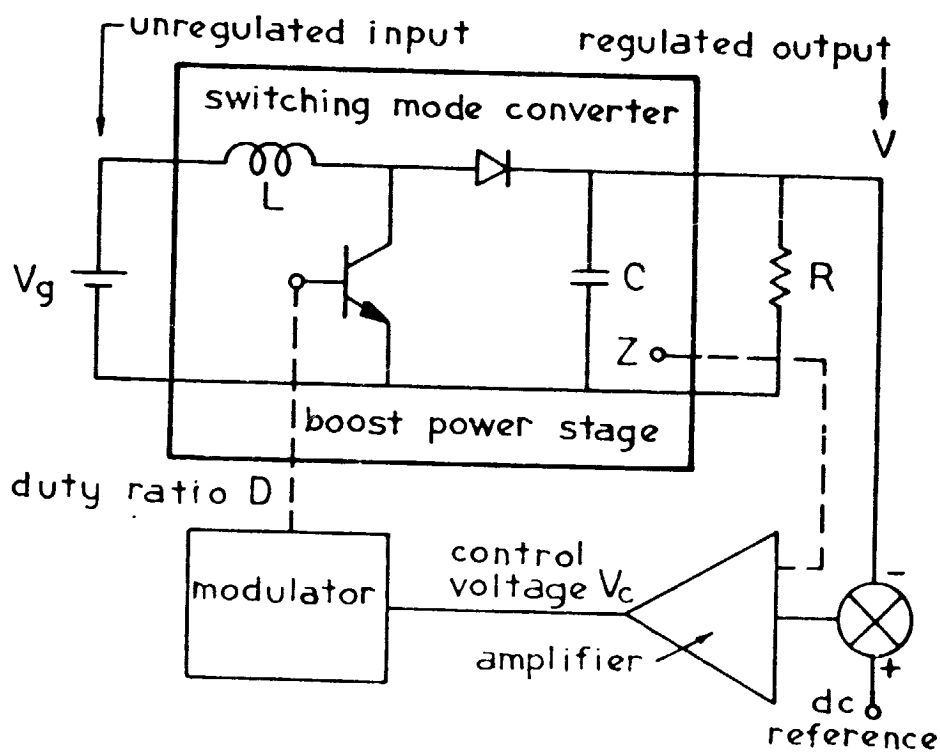 unregulated input
regulated output
switching mode converter
V
L
Vg
C
R
Z
boost power stage
duty ratio D
control
voltage Vc
modulator
amplifier
-
+
dc
reference